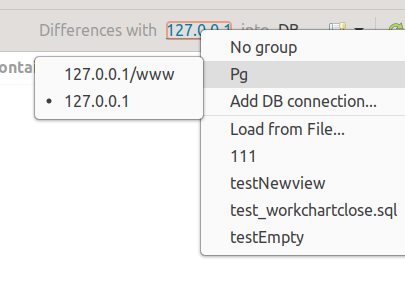 Differences with 127.0.0.1 into DB
No group
Pg
Add DB connection...
Load from File...
111
testNewview
test_workchartclose.sql
testEmpty
127.0.0.1/www
127.0.0.1